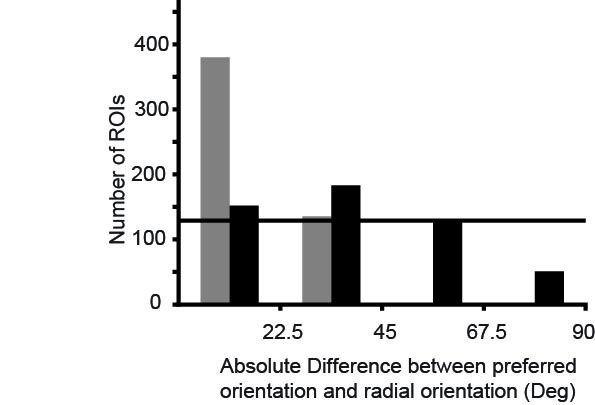 400
300
200
100
0
Number of ROIs
22.5 45 67.5 90
Absolute Difference between preferred
orientation and radial orientation (Deg)